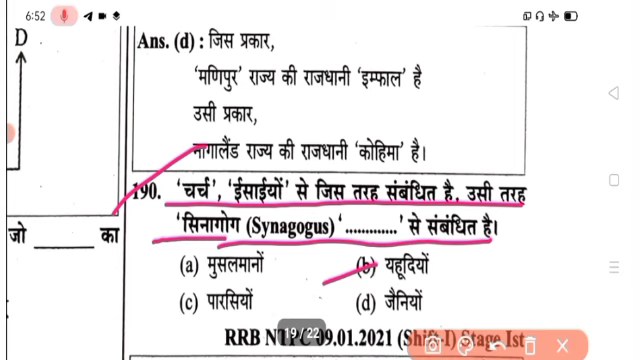 6:52
D
Ans. (d) : जिस प्रकार,
'मणिपुर' राज्य की राजधानी 'इम्फाल' है
उसी प्रकार,
नागालैंड राज्य की राजधानी 'कोहिमा' है।
190. 'चर्च', 'ईसाईयों' से जिस तरह संबंधित है, उसी तरह
'सिनागोग (Synagogus) '.............' से संबंधित है।
जो ______ का
(a) मुसलमानों (b) यहूदियों
(c) पारसियों (d) जैनियों
19 / 22
RRB NTPC 09.01.2021 (Shift-I) Stage Ist